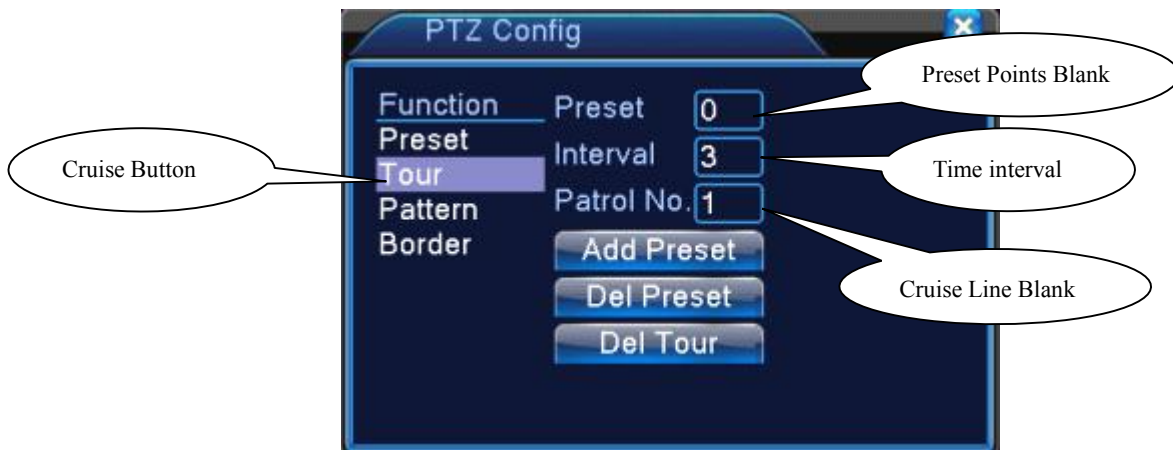 PTZ Config
Preset Points Blank
Function
Preset 0
Preset
Interval 3
Time interval
Cruise Button
Tour
Pattern
Patrol No. 1
Border
Add Preset
Cruise Line Blank
Del Preset
Del Tour